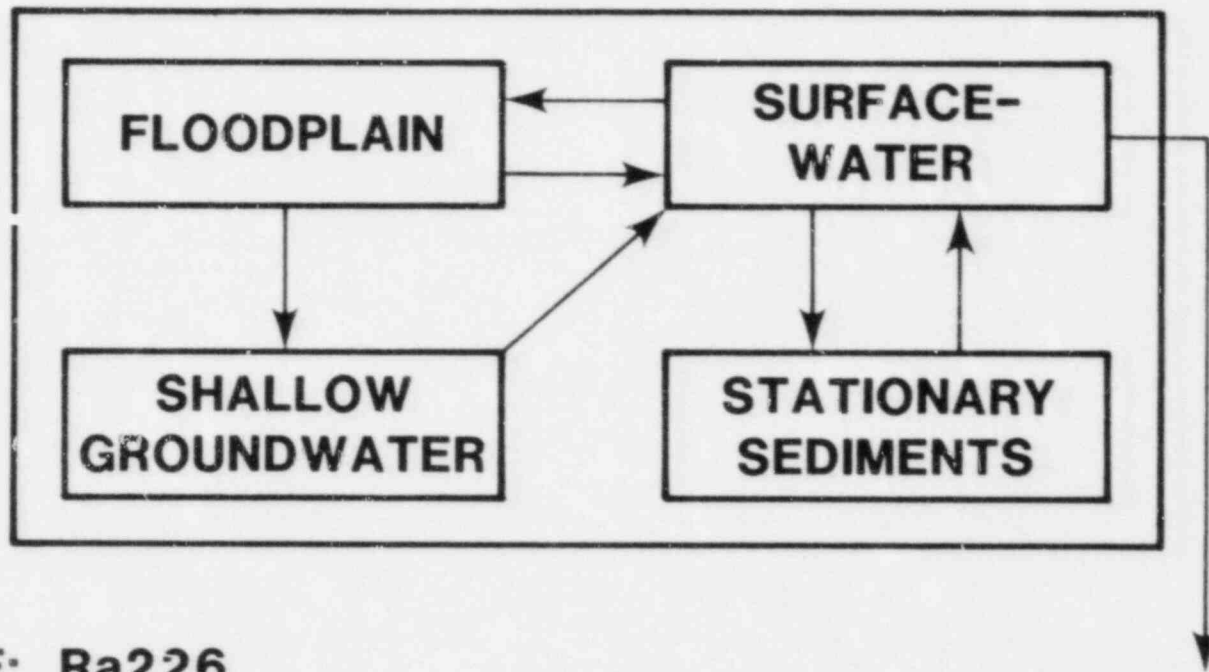 FLOODPLAIN
SURFACE-
WATER
SHALLOW
GROUNDWATER
STATIONARY
SEDIMENTS
Ra226